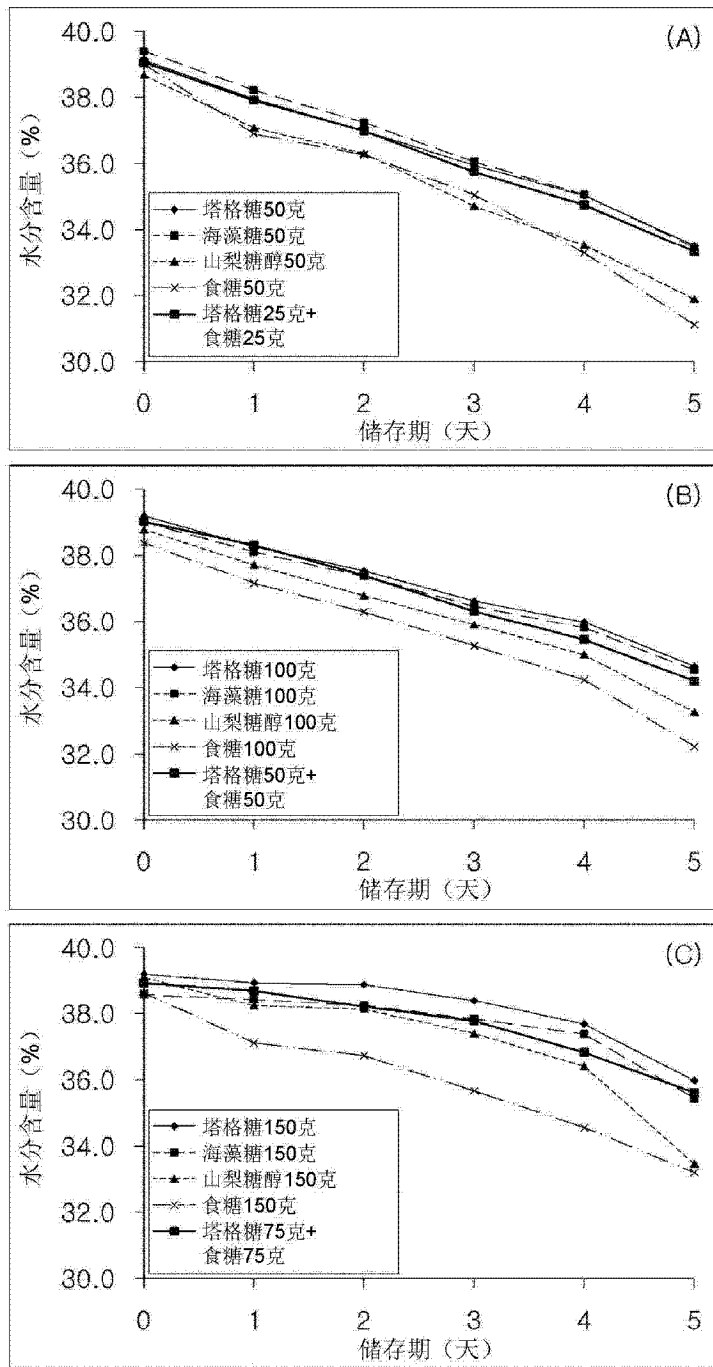 (A)
水分含量（%）
40.0
38.0
36.0
34.0
32.0
30.0
塔格糖50克
海藻糖50克
山梨糖醇50克
食糖50克
塔格糖25克+
食糖25克
0 1 2 3 4 5
储存期（天）
(B)
水分含量（%）
40.0
38.0
36.0
34.0
32.0
30.0
塔格糖100克
海藻糖100克
山梨糖醇100克
食糖100克
塔格糖50克+
食糖50克
0 1 2 3 4 5
储存期（天）
(C)
水分含量（%）
40.0
38.0
36.0
34.0
32.0
30.0
塔格糖150克
海藻糖150克
山梨糖醇150克
食糖150克
塔格糖75克+
食糖75克
0 1 2 3 4 5
储存期（天）